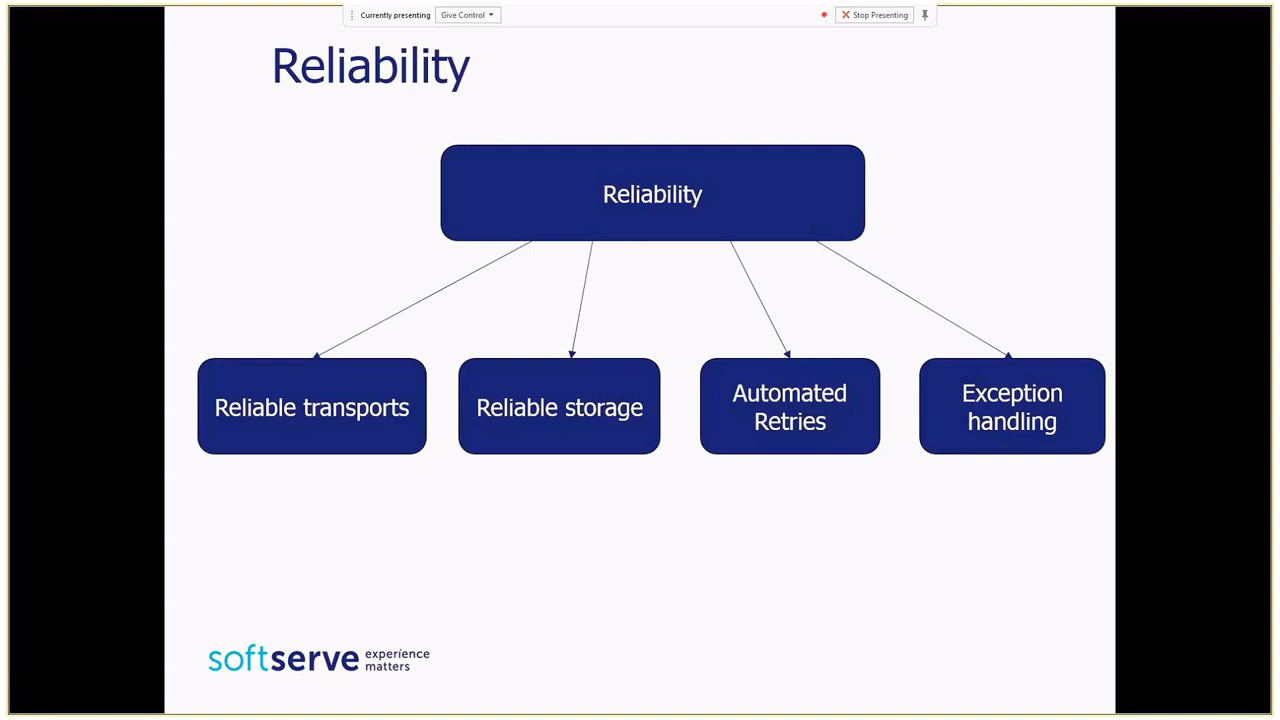 Currently presenting Give Control Stop Presenting
Reliability
Reliability
Reliable transports Reliable storage Automated Retries Exception handling
softserve experience matters